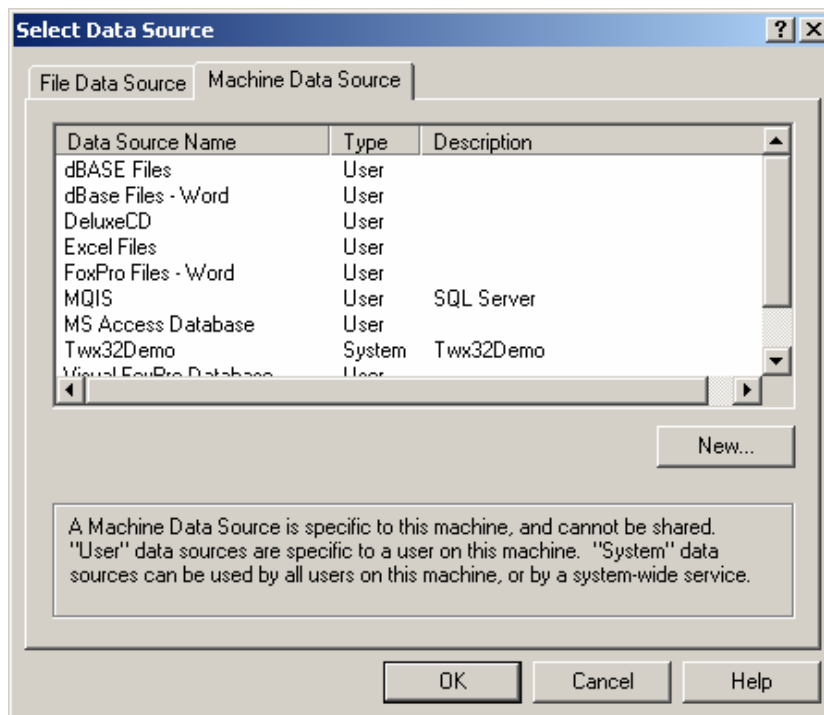 Select Data Source
File Data Source Machine Data Source
Data Source Name Type Description
dBASE Files User
dBase Files - Word User
DeluxeCD User
Excel Files User
FoxPro Files - Word User
MQIS User SQL Server
MS Access Database User
Twx32Demo System Twx32Demo
Visual FoxPro Database User
New...
A Machine Data Source is specific to this machine, and cannot be shared.
"User" data sources are specific to a user on this machine. "System" data
sources can be used by all users on this machine, or by a system-wide service.
OK Cancel Help